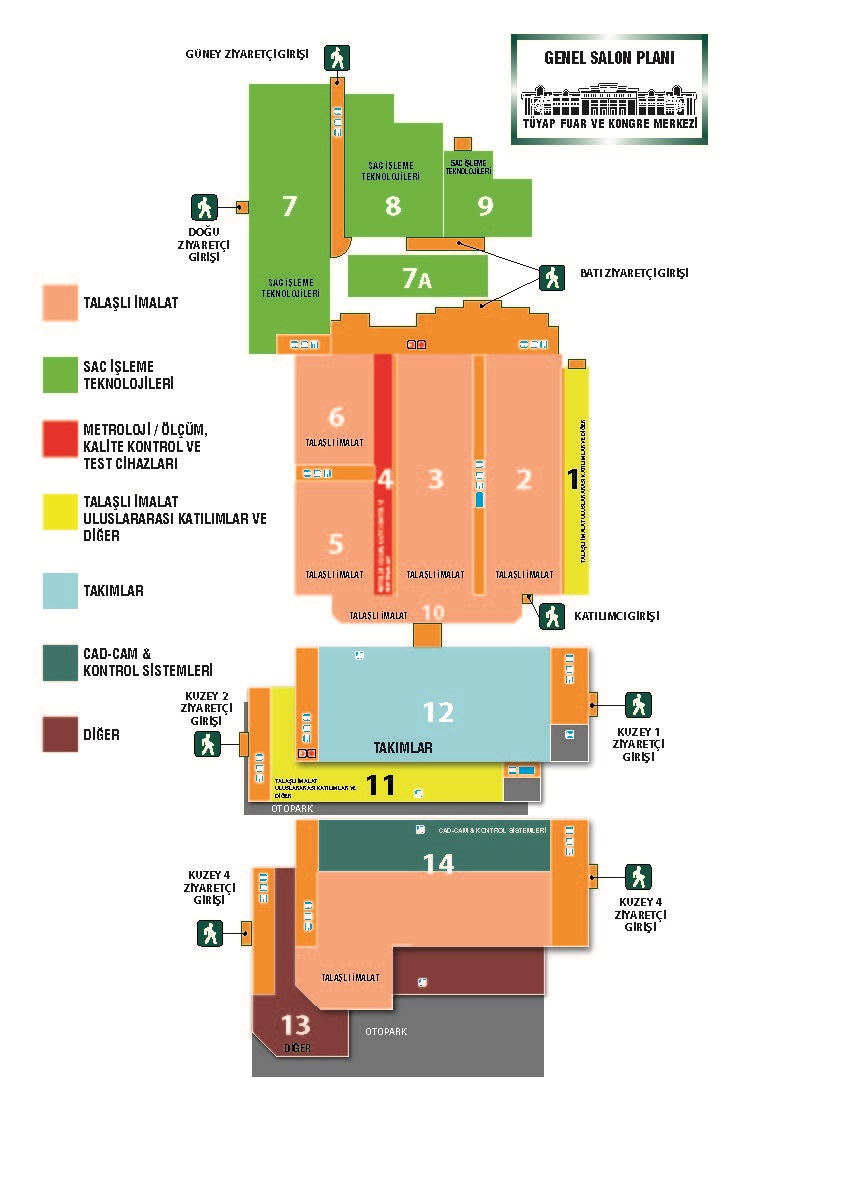 GÜNEY ZİYARETÇİ GİRİŞİ
GENEL SALON PLANI
TÜYAP FUAR VE KONGRE MERKEZİ
SAC İŞLEME
TEKNOLOJİLERİ
8
SAC İŞLEME
TEKNOLOJİLERİ
9
7
SAC İŞLEME
TEKNOLOJİLERİ
DOĞU
ZİYARETÇİ
GİRİŞİ
7A
BATI ZİYARETÇİ GİRİŞİ
TALAŞLI İMALAT
SAC İŞLEME
TEKNOLOJİLERİ
METROLOJİ / ÖLÇÜM,
KALİTE KONTROL VE
TEST CİHAZLARI
TALAŞLI İMALAT
ULUSLARARASI KATILIMLAR VE
DİĞER
TAKIMLAR
CAD-CAM &
KONTROL SİSTEMLERİ
DİĞER
6
TALAŞLI İMALAT
5
TALAŞLI İMALAT
4
3
TALAŞLI İMALAT
2
TALAŞLI İMALAT
1
TALAŞLI İMALAT ULUSLARARASI KATILIMLAR VE DİĞER
TALAŞLI İMALAT 10
KATILIMCI GİRİŞİ
12
TAKIMLAR
KUZEY 2
ZİYARETÇİ
GİRİŞİ
KUZEY 1
ZİYARETÇİ
GİRİŞİ
TALAŞLI İMALAT
ULUSLARARASI KATILIMLAR VE
DİĞER
11
OTOPARK
CAD-CAM & KONTROL SİSTEMLERİ
14
KUZEY 4
ZİYARETÇİ
GİRİŞİ
KUZEY 4
ZİYARETÇİ
GİRİŞİ
TALAŞLI İMALAT
13
DİĞER
OTOPARK